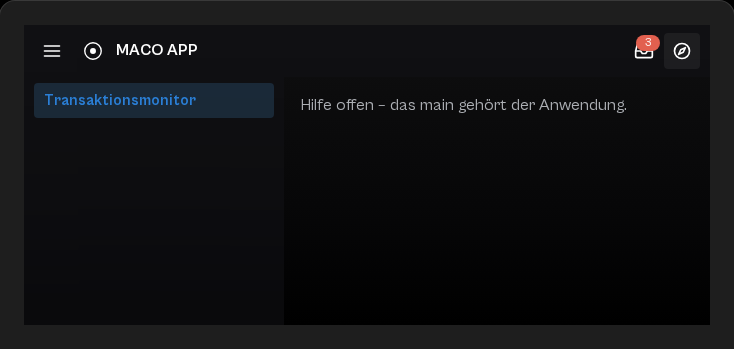 MACO APP
3
Transaktionsmonitor
Hilfe offen – das main gehört der Anwendung.